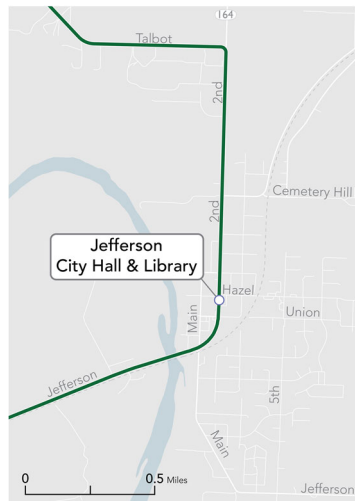 164
Talbot
2nd
Cemetery Hill
2nd
Jefferson
City Hall & Library
Hazel
Main
Union
Jefferson
5th
Main
0
0.5 Miles
Jefferson